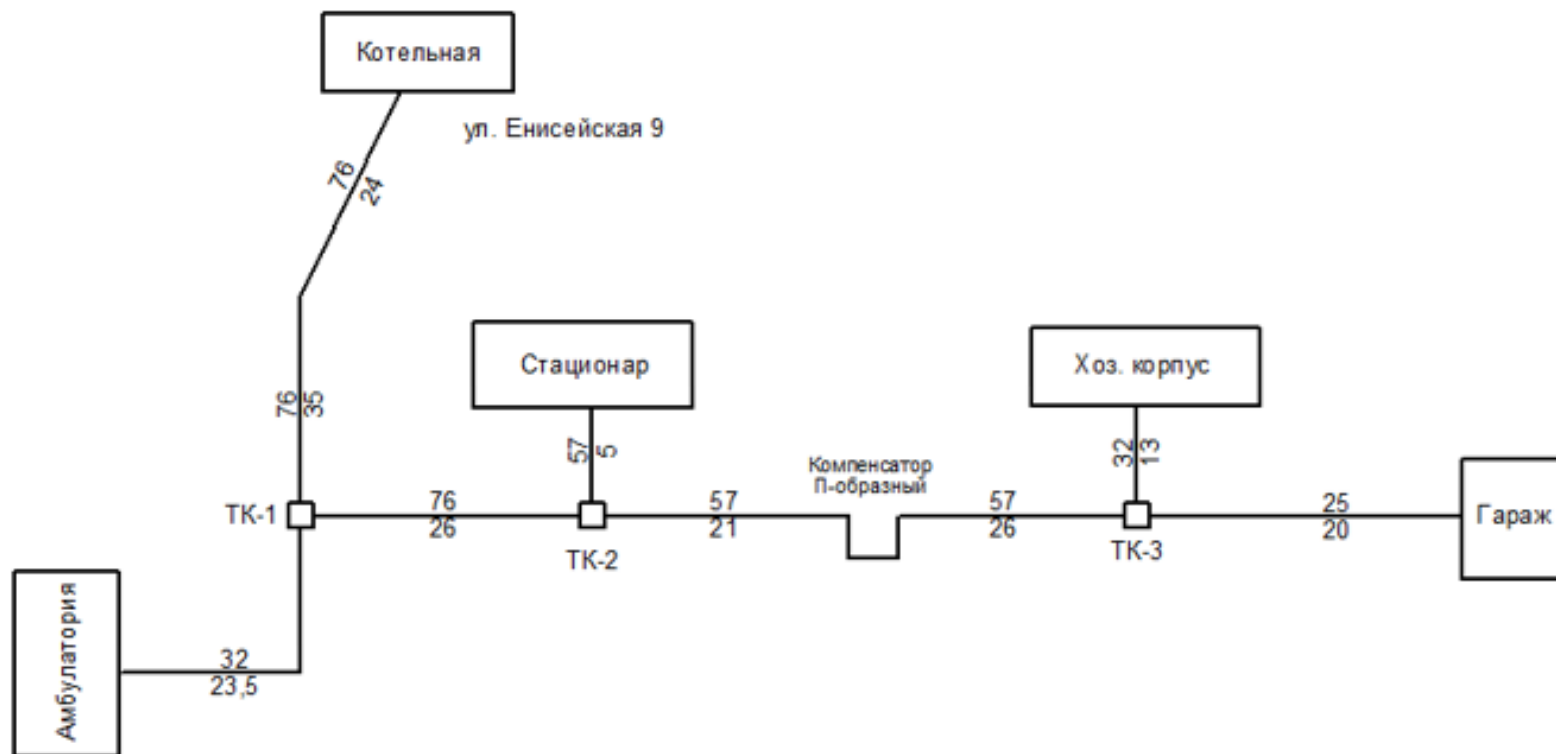 Котельная
ул. Енисейская 9
76
24
Стационар
Хоз. корпус
76
35
57
5
Компенсатор
П-образный
32
13
ТК-1
76
26
ТК-2
57
21
57
26
ТК-3
25
20
Гараж
Амбулатория
32
23,5